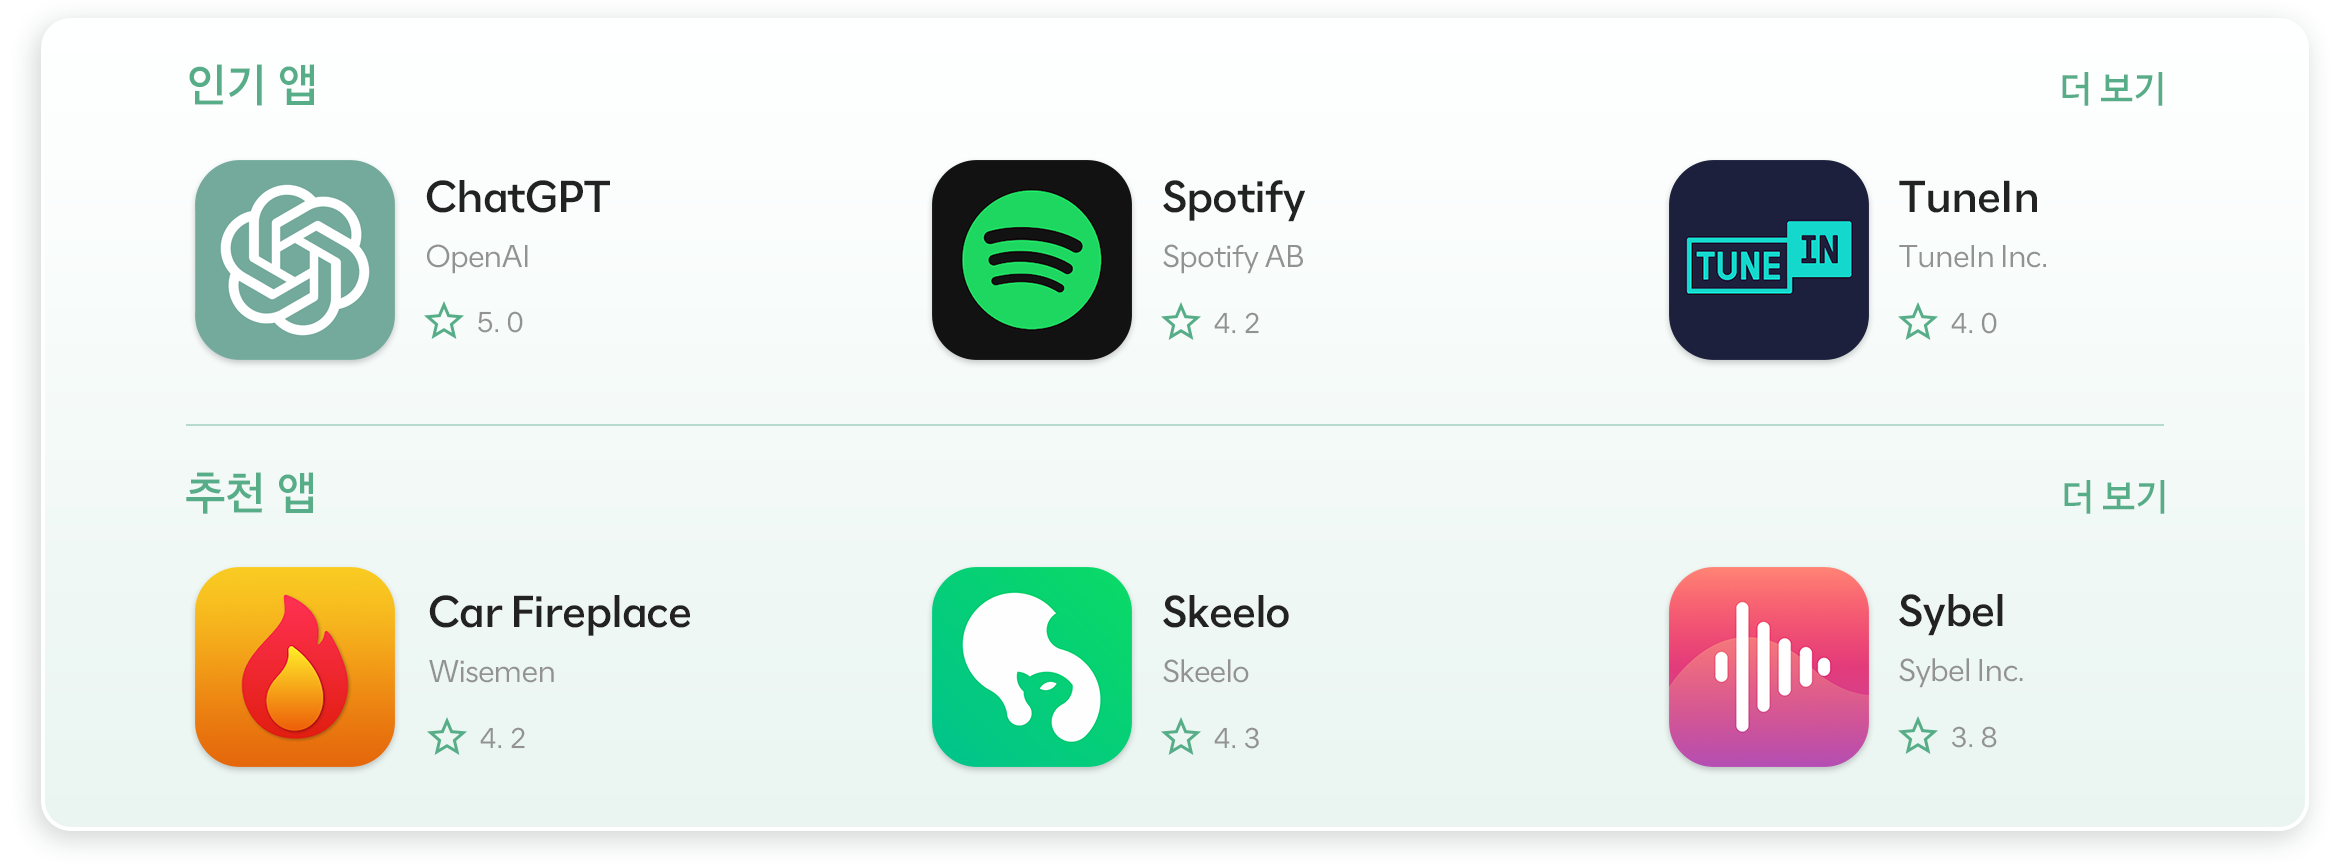 인기 앱
더 보기
ChatGPT
OpenAI
5. 0
Spotify
Spotify AB
4. 2
TUNE IN
TuneIn
TuneIn Inc.
4. 0
추천 앱
더 보기
Car Fireplace
Wisemen
4. 2
Skeelo
Skeelo
4. 3
Sybel
Sybel Inc.
3. 8